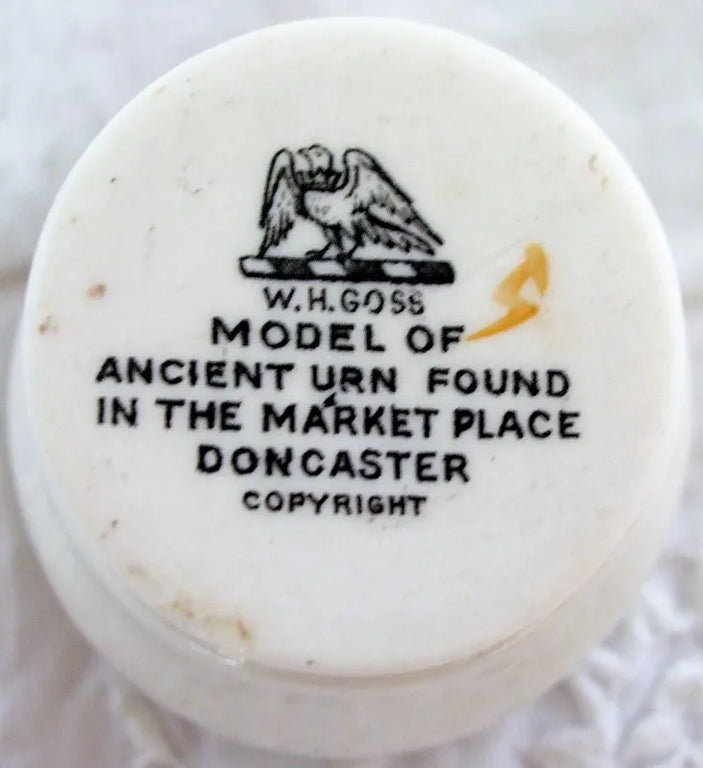 W.H.GOSS
MODEL OF
ANCIENT URN FOUND
IN THE MARKET PLACE
DONCASTER
COPYRIGHT